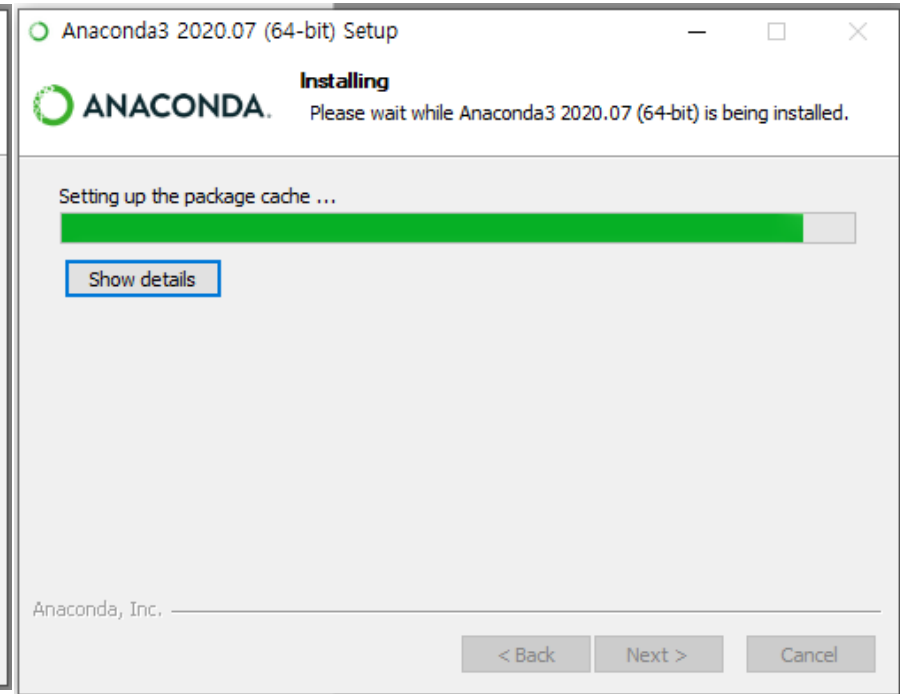 Anaconda3 2020.07 (64-bit) Setup
ANACONDA.
Installing
Please wait while Anaconda3 2020.07 (64-bit) is being installed.
Setting up the package cache ...
Show details
Anaconda, Inc.
< Back
Next >
Cancel